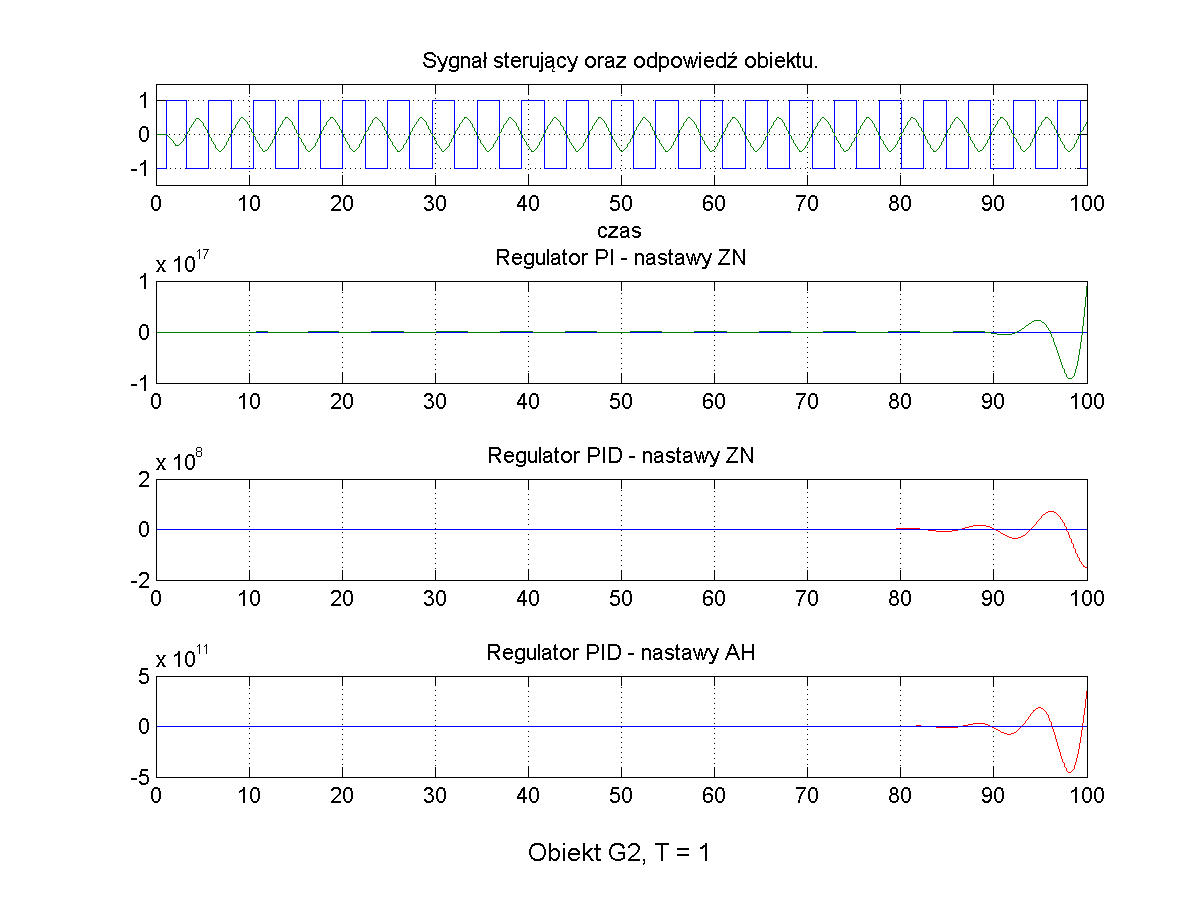 Sygnał sterujący oraz odpowiedź obiektu.
1
0
-1
0 10 20 30 40 50 60 70 80 90 100
czas
Regulator PI - nastawy ZN
x 10^17
1
0
-1
0 10 20 30 40 50 60 70 80 90 100
Regulator PID - nastawy ZN
x 10^8
2
0
-2
0 10 20 30 40 50 60 70 80 90 100
Regulator PID - nastawy AH
x 10^11
5
0
-5
0 10 20 30 40 50 60 70 80 90 100
Obiekt G2, T = 1